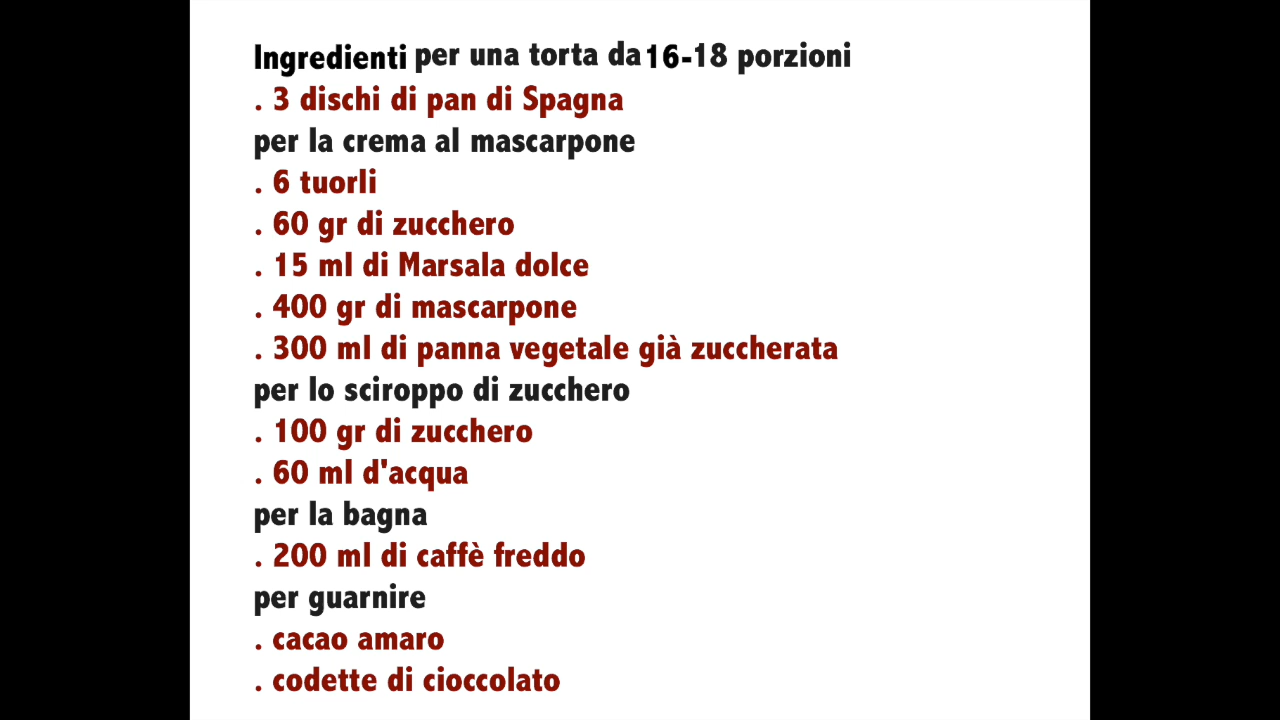 Ingredienti per una torta da 16-18 porzioni
. 3 dischi di pan di Spagna
per la crema al mascarpone
. 6 tuorli
. 60 gr di zucchero
. 15 ml di Marsala dolce
. 400 gr di mascarpone
. 300 ml di panna vegetale già zuccherata
per lo sciroppo di zucchero
. 100 gr di zucchero
. 60 ml d'acqua
per la bagna
. 200 ml di caffè freddo
per guarnire
. cacao amaro
. codette di cioccolato